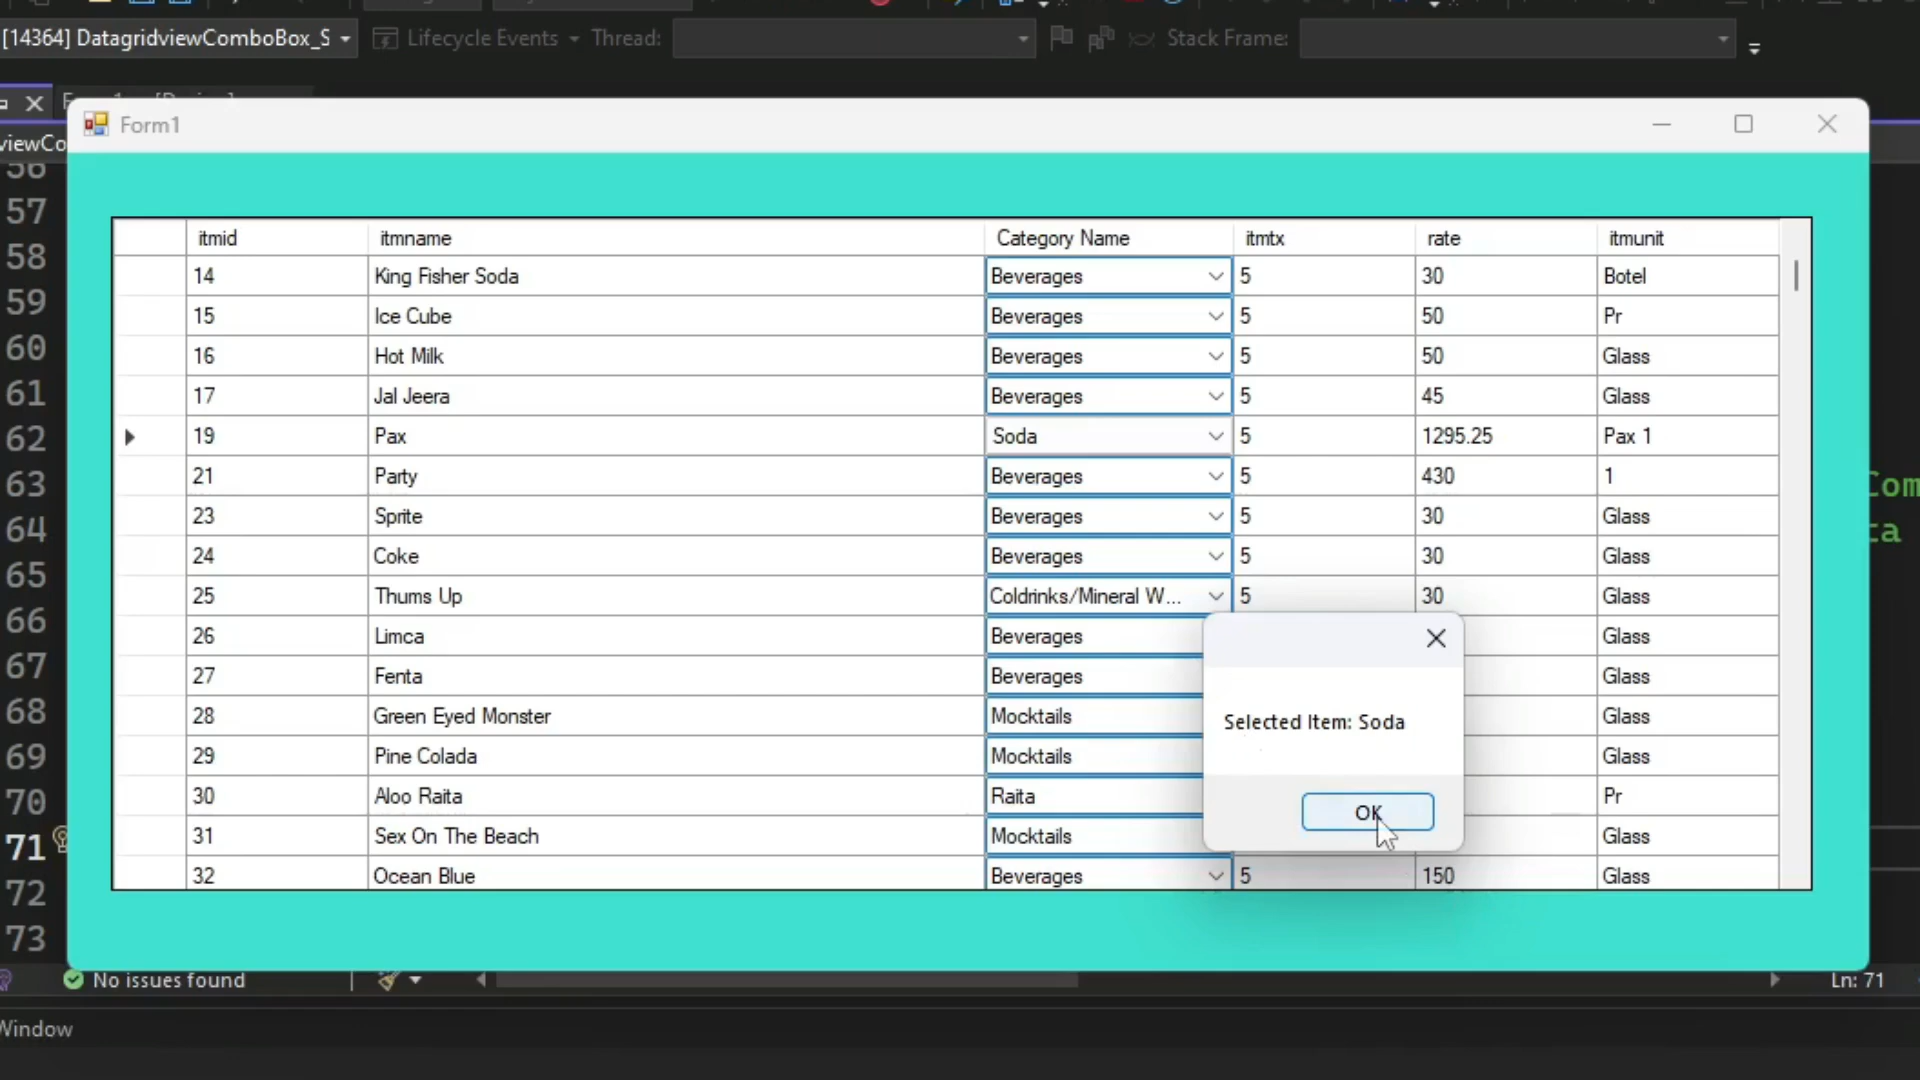 [14364] DatagridviewComboBox_S Lifecycle Events Thread: Stack Frame:
Form1
viewCo
57
58
59
60
61
62
63
64
65
66
67
68
69
70
71
72
73
itmid itmname Category Name itmtx rate itmunit
14 King Fisher Soda Beverages 5 30 Botel
15 Ice Cube Beverages 5 50 Pr
16 Hot Milk Beverages 5 50 Glass
17 Jal Jeera Beverages 5 45 Glass
19 Pax Soda 5 1295.25 Pax 1
21 Party Beverages 5 430 1
23 Sprite Beverages 5 30 Glass
24 Coke Beverages 5 30 Glass
25 Thums Up Coldrinks/Mineral W... 5 30 Glass
26 Limca Beverages Glass
27 Fenta Beverages Glass
28 Green Eyed Monster Mocktails Glass
29 Pine Colada Mocktails Glass
30 Aloo Raita Raita Pr
31 Sex On The Beach Mocktails Glass
32 Ocean Blue Beverages 5 150 Glass
Selected Item: Soda
OK
Com
ta
No issues found Ln: 71
Window